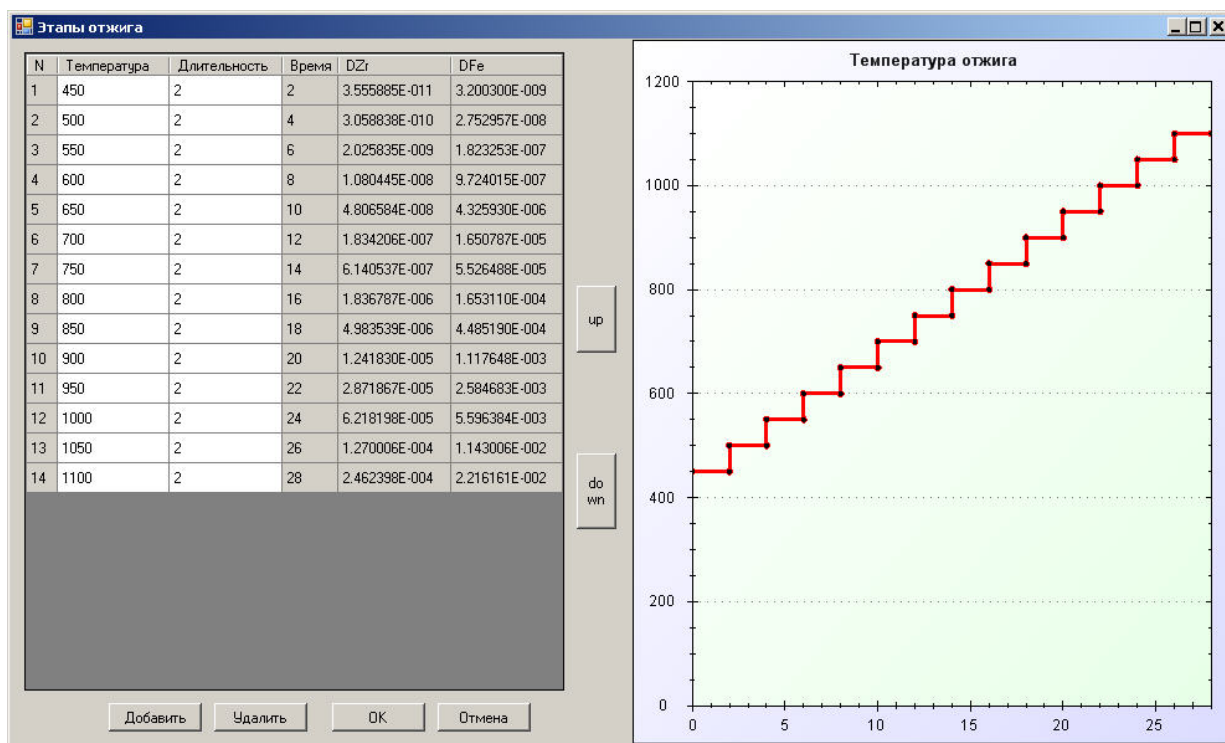 Этапы отжига
N Температура Длительность Время DZr DFe
1 450 2 2 3.555885E-011 3.200300E-009
2 500 2 4 3.058838E-010 2.752957E-008
3 550 2 6 2.025835E-009 1.823253E-007
4 600 2 8 1.080445E-008 9.724015E-007
5 650 2 10 4.806584E-008 4.325930E-006
6 700 2 12 1.834206E-007 1.650787E-005
7 750 2 14 6.140537E-007 5.526488E-005
8 800 2 16 1.836787E-006 1.653110E-004
9 850 2 18 4.983539E-006 4.485190E-004
10 900 2 20 1.241830E-005 1.117648E-003
11 950 2 22 2.871867E-005 2.584683E-003
12 1000 2 24 6.218198E-005 5.596384E-003
13 1050 2 26 1.270006E-004 1.143006E-002
14 1100 2 28 2.462398E-004 2.216161E-002
up
do
wn
Добавить Удалить OK Отмена
Температура отжига
1200
1000
800
600
400
200
0
0 5 10 15 20 25